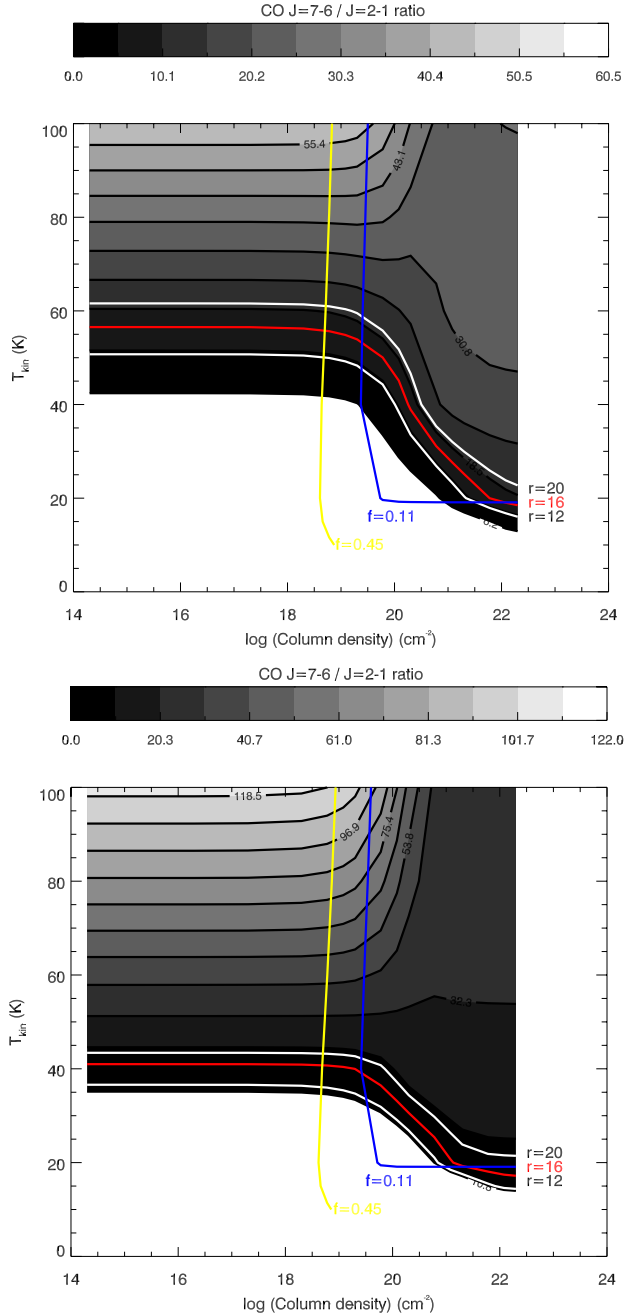 CO J=7-6 / J=2-1 ratio
0.0 10.1 20.2 30.3 40.4 50.5 60.5
100
80
60
40
20
0
T_kin (K)
55.4
43.1
30.8
r=20
r=16
r=12
6.2
f=0.11
f=0.45
14 16 18 20 22 24
log (Column density) (cm⁻²)
CO J=7-6 / J=2-1 ratio
0.0 20.3 40.7 61.0 81.3 101.7 122.0
100
80
60
40
20
0
T_kin (K)
118.5
96.9
75.4
53.8
32.3
r=20
r=16
r=12
10.8
f=0.11
f=0.45
14 16 18 20 22 24
log (Column density) (cm⁻²)